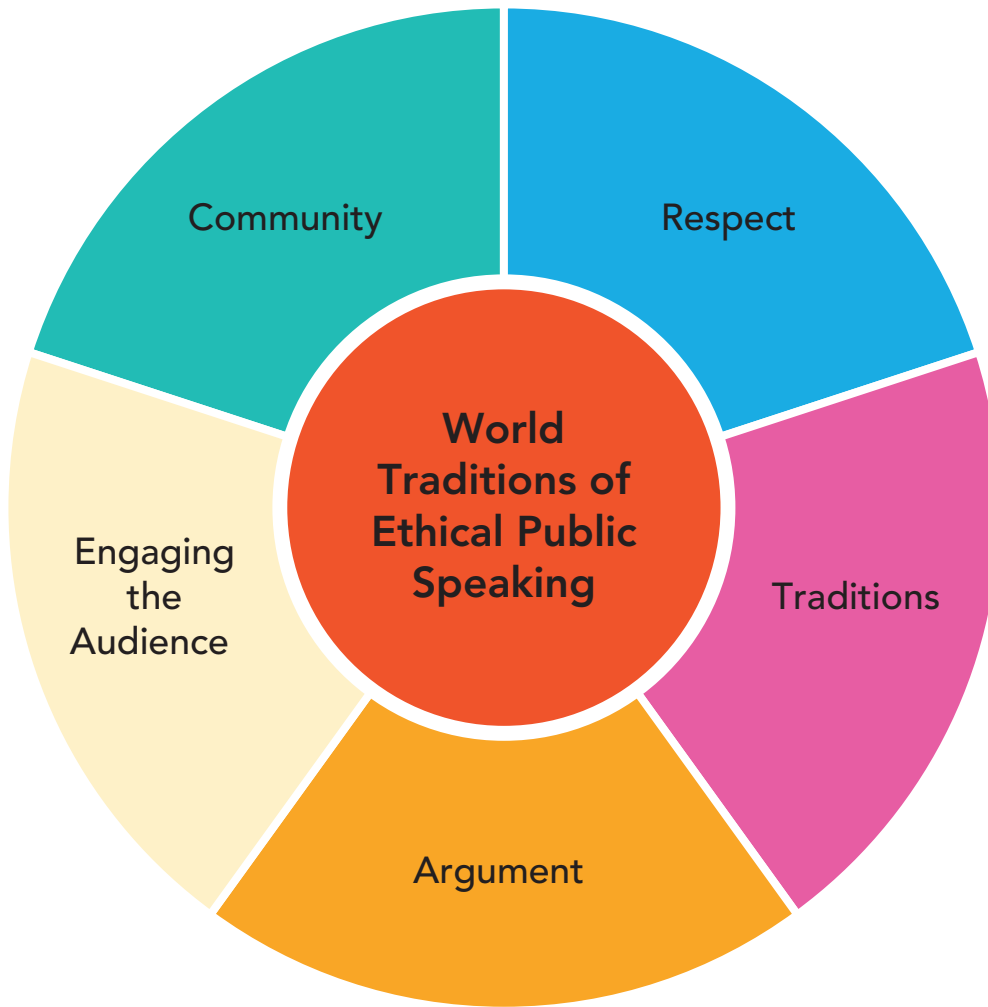 Community
Respect
World
Traditions of
Ethical Public
Speaking
Engaging
the
Audience
Traditions
Argument